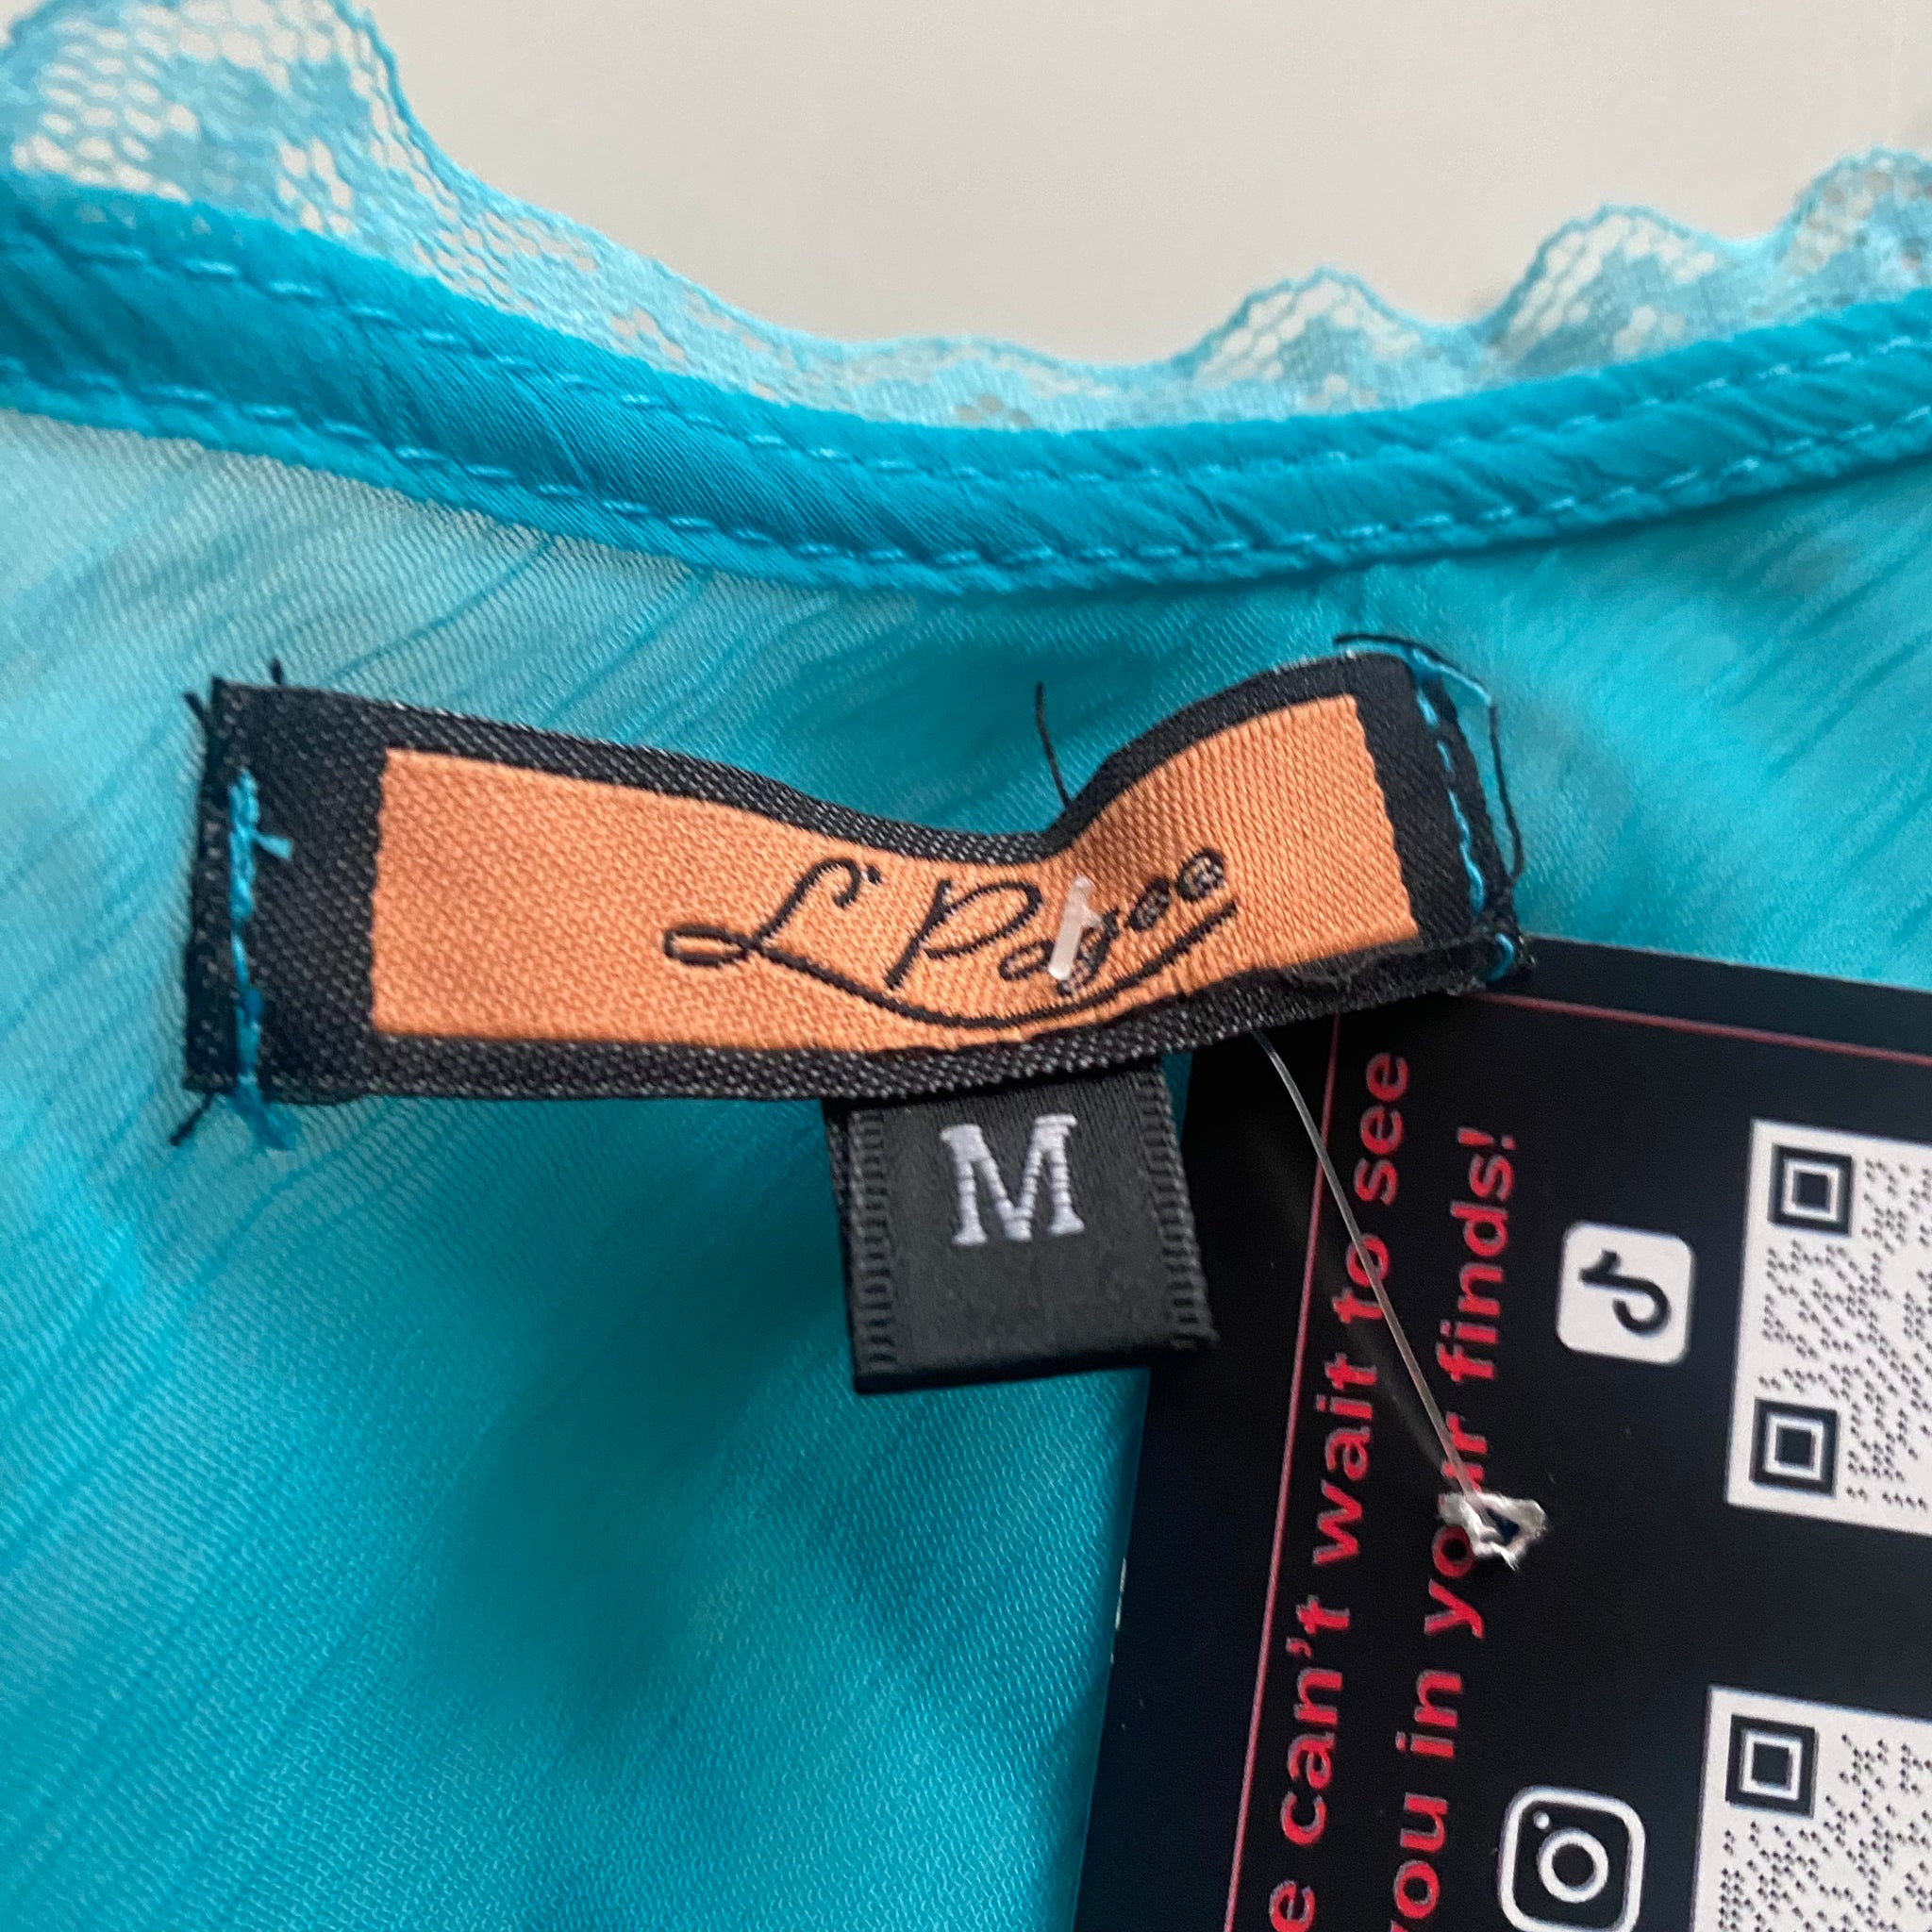 L'Pogee®
M
e can't wait to see
you in your finds!